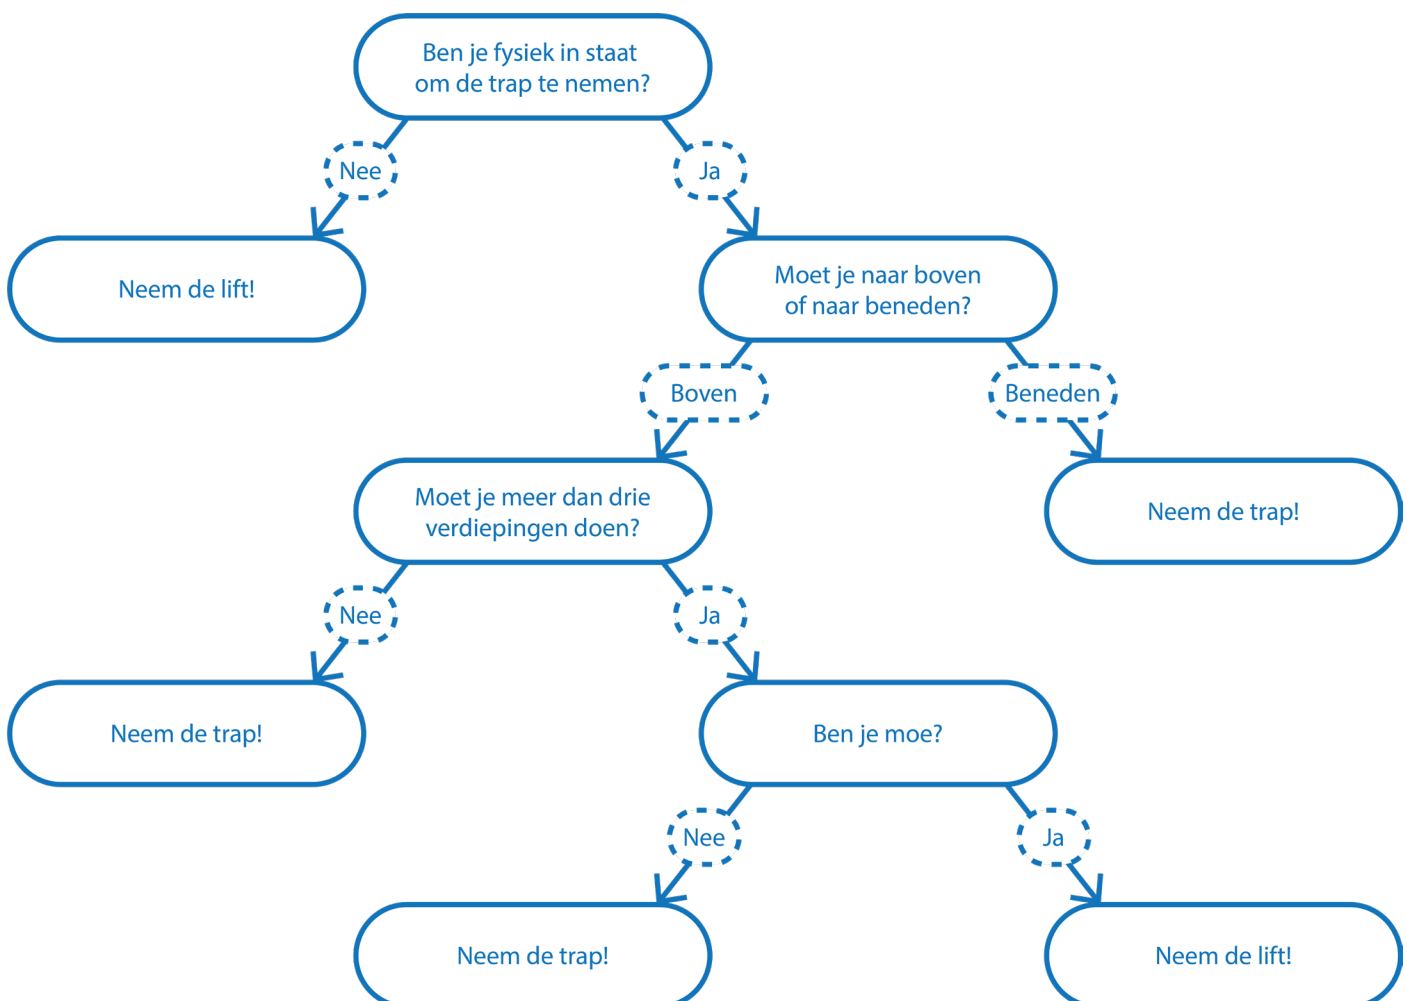 Ben je fysiek in staat
om de trap te nemen?
Nee
Ja
Neem de lift!
Moet je naar boven
of naar beneden?
Boven
Beneden
Moet je meer dan drie
verdiepingen doen?
Neem de trap!
Nee
Ja
Neem de trap!
Ben je moe?
Nee
Ja
Neem de trap!
Neem de lift!